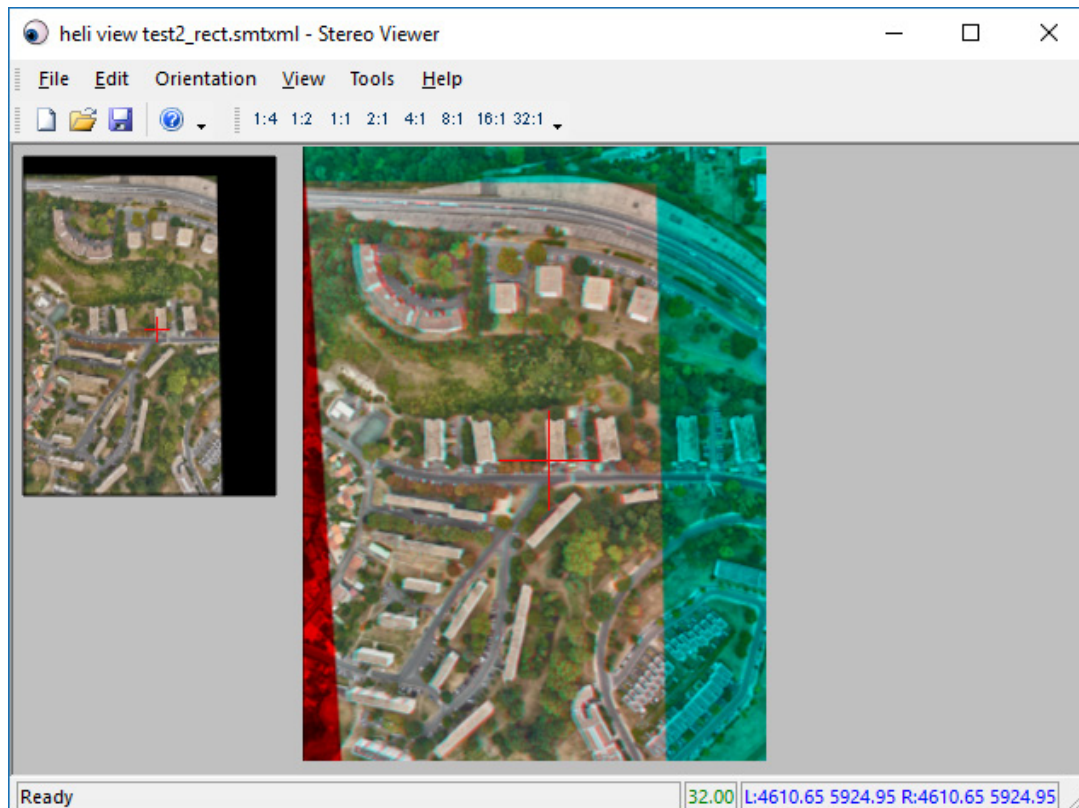 heli view test2_rect.smtxml - Stereo Viewer
File Edit Orientation View Tools Help
1:4 1:2 1:1 2:1 4:1 8:1 16:1 32:1
Ready 32.00 L:4610.65 5924.95 R:4610.65 5924.95